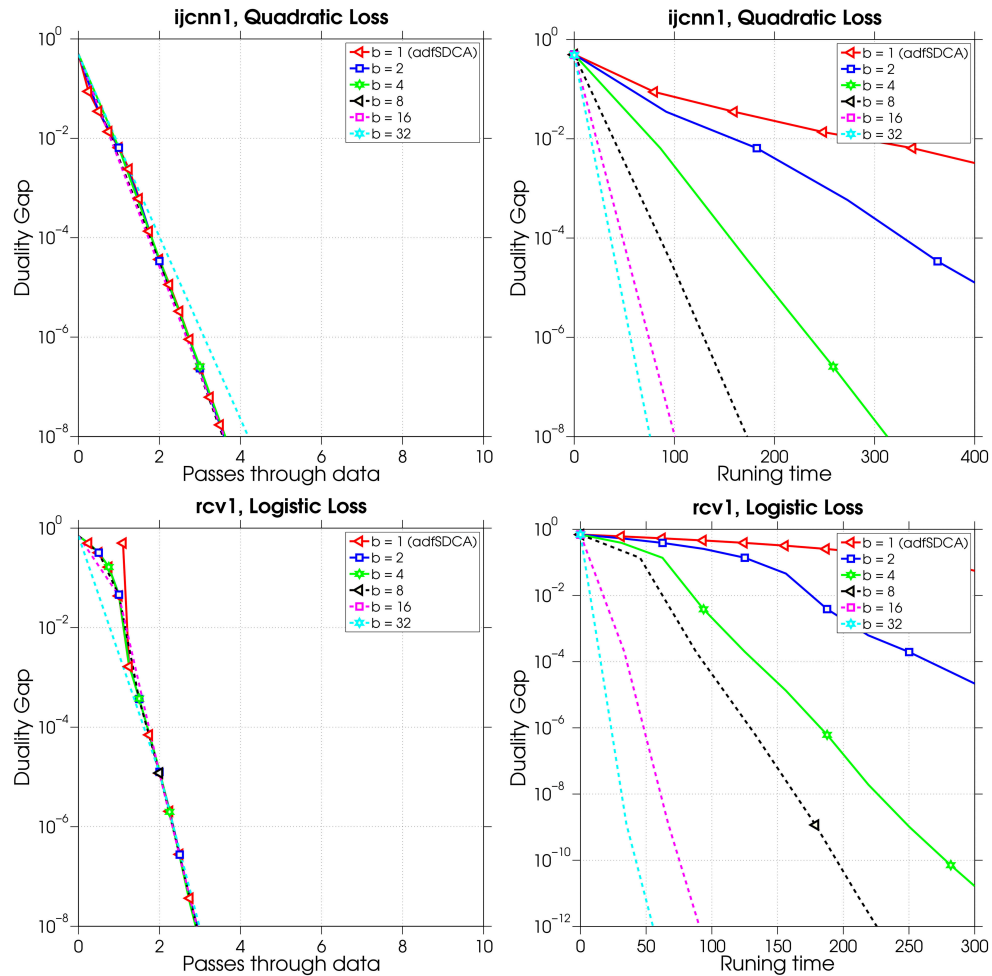 ijcnn1, Quadratic Loss
10^0
10^−2
10^−4
10^−6
10^−8
Duality Gap
b = 1 (adfSDCA)
b = 2
b = 4
b = 8
b = 16
b = 32
0 2 4 6 8 10
Passes through data
ijcnn1, Quadratic Loss
10^0
10^−2
10^−4
10^−6
10^−8
Duality Gap
b = 1 (adfSDCA)
b = 2
b = 4
b = 8
b = 16
b = 32
0 100 200 300 400
Runing time
rcv1, Logistic Loss
10^0
10^−2
10^−4
10^−6
10^−8
Duality Gap
b = 1 (adfSDCA)
b = 2
b = 4
b = 8
b = 16
b = 32
0 2 4 6 8 10
Passes through data
rcv1, Logistic Loss
10^0
10^−2
10^−4
10^−6
10^−8
10^−10
10^−12
Duality Gap
b = 1 (adfSDCA)
b = 2
b = 4
b = 8
b = 16
b = 32
0 50 100 150 200 250 300
Runing time